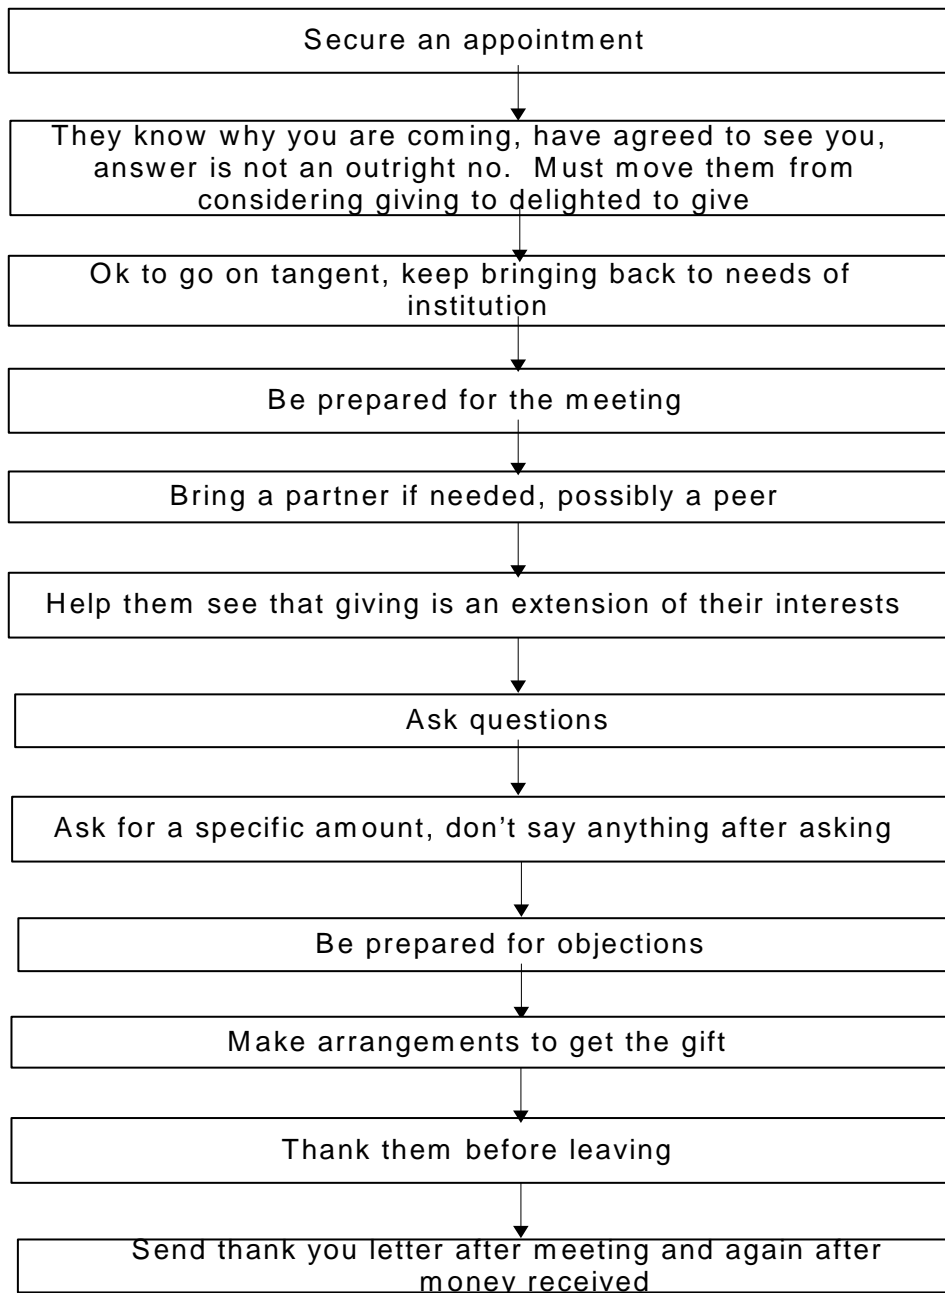 Secure an appointment
They know why you are coming, have agreed to see you,
answer is not an outright no.  Must move them from
considering giving to delighted to give
Ok to go on tangent, keep bringing back to needs of
institution
Be prepared for the meeting
Bring a partner if needed, possibly a peer
Help them see that giving is an extension of their interests
Ask questions
Ask for a specific amount, don’t say anything after asking
Be prepared for objections
Make arrangements to get the gift
Thank them before leaving
Send thank you letter after meeting and again after
money received